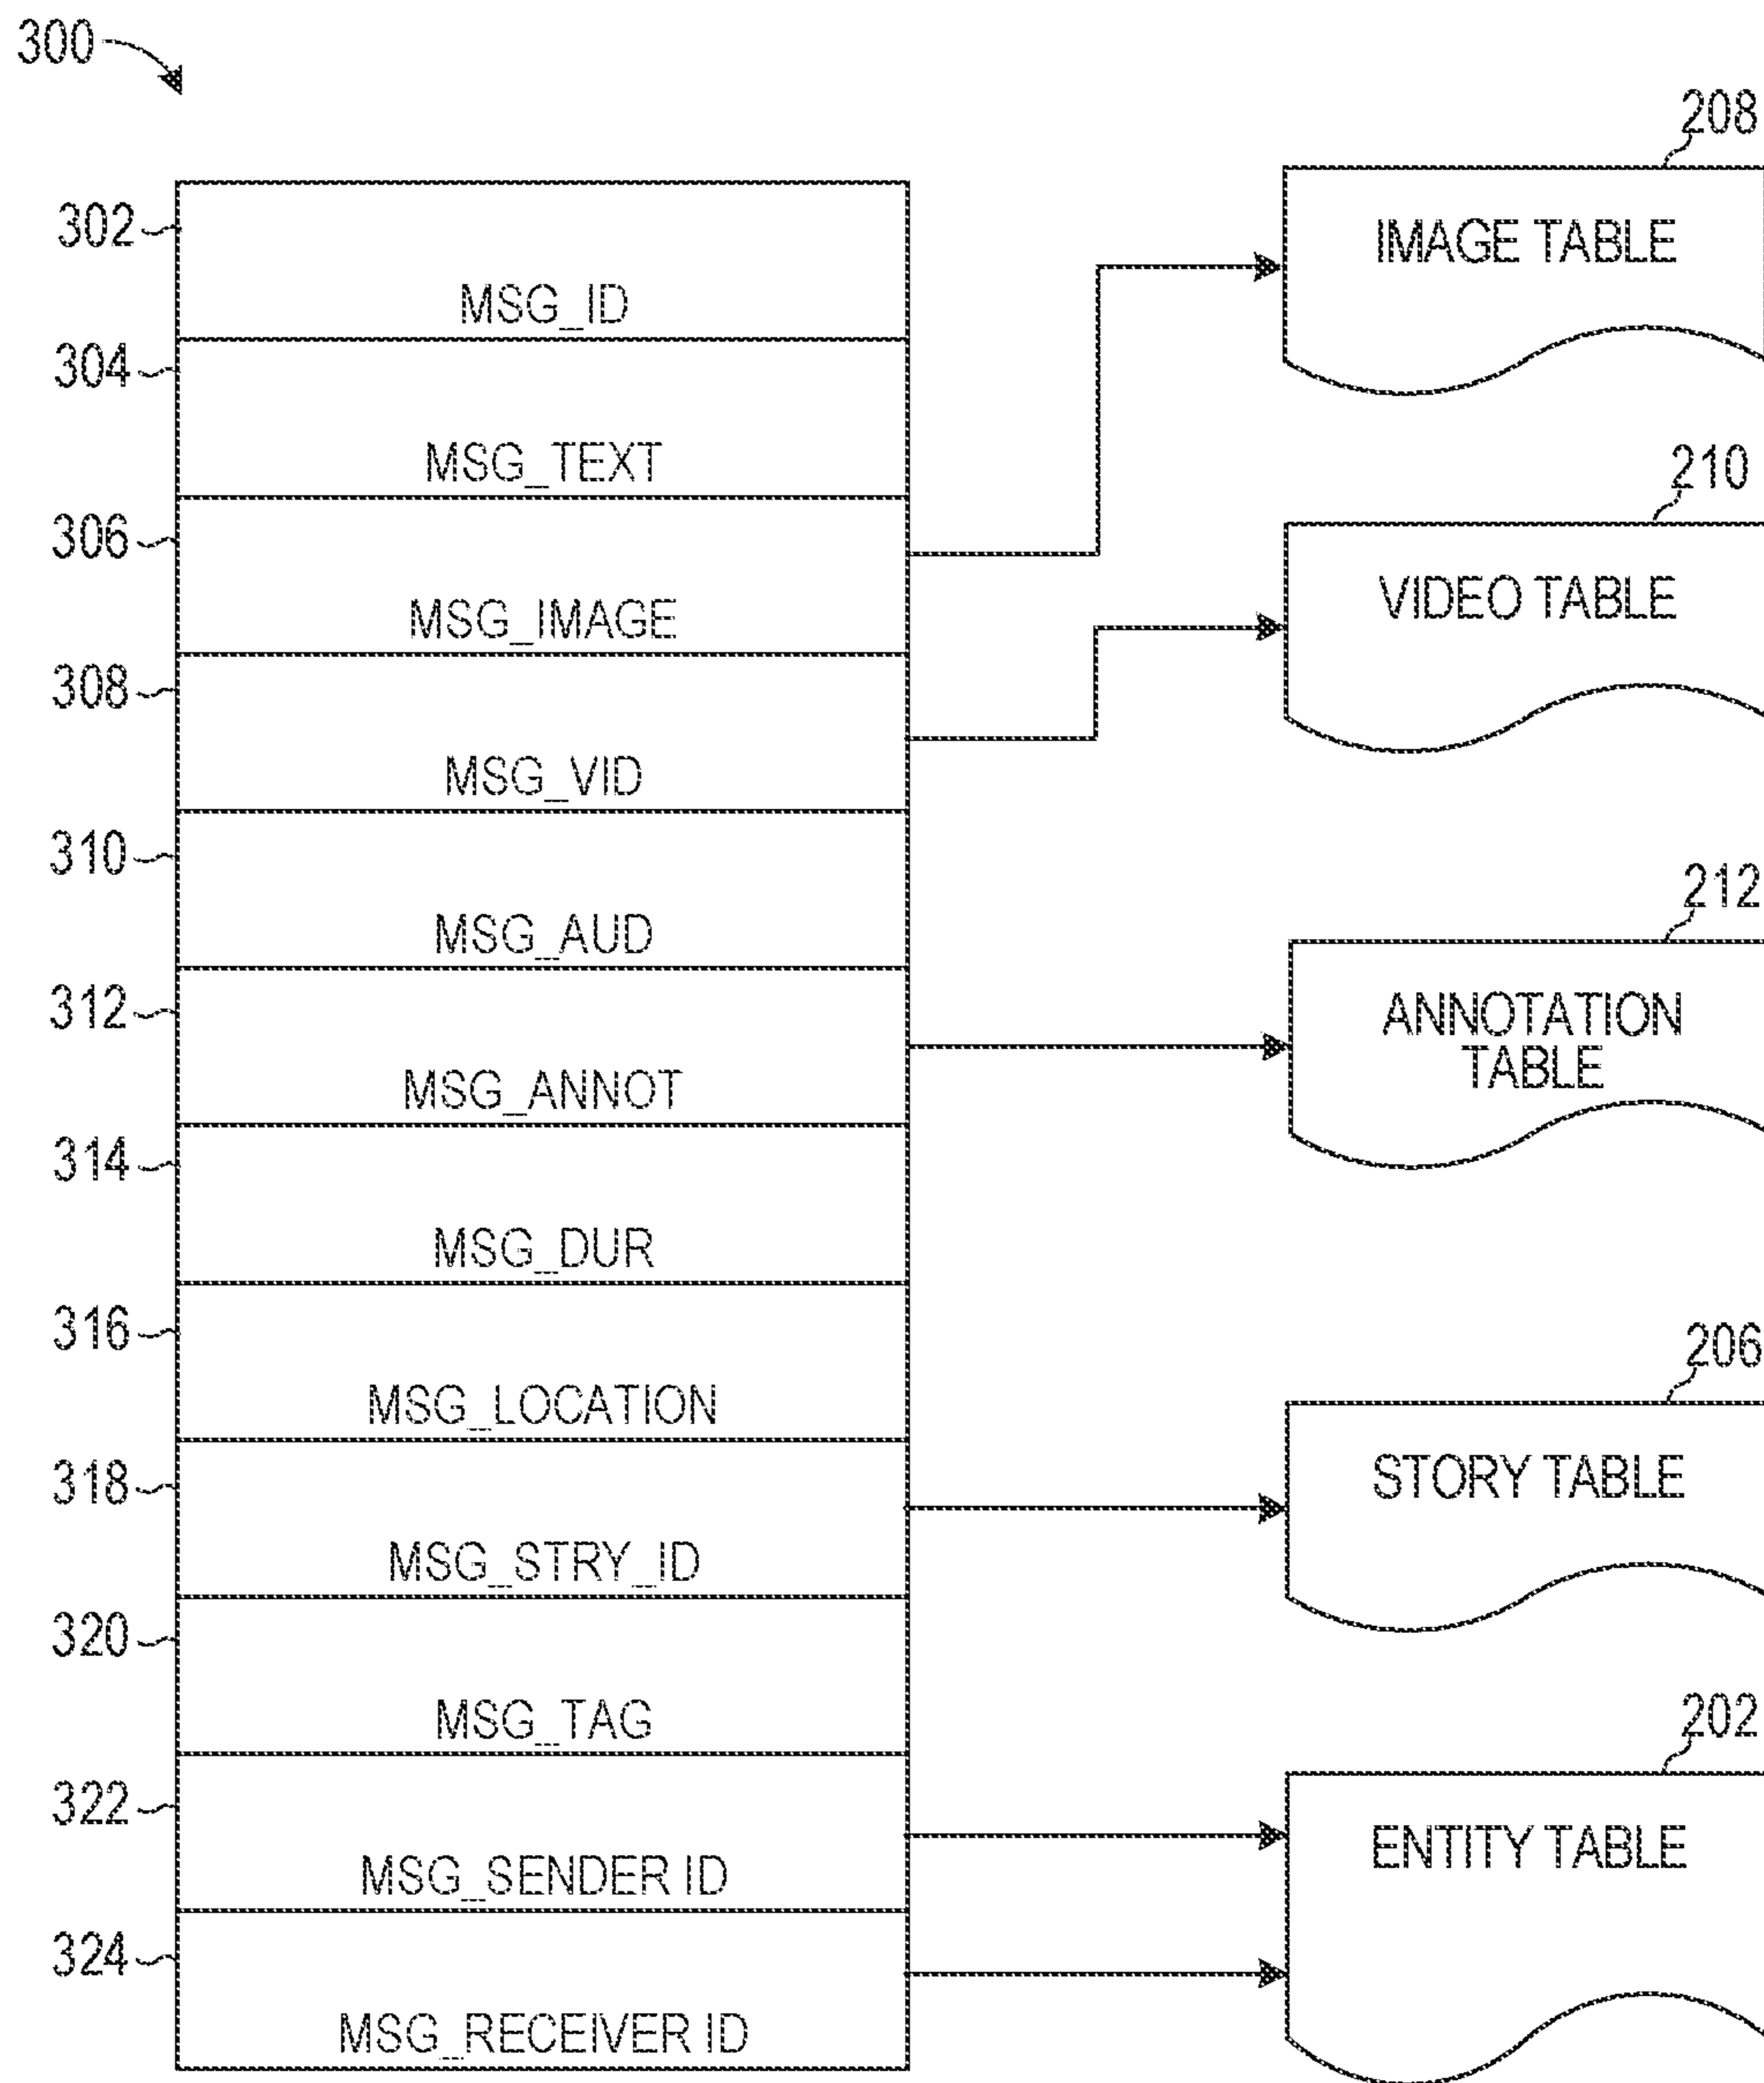 300
208
302
IMAGE TABLE
MSG_ID
304
MSG_TEXT
210
306
VIDEO TABLE
MSG_IMAGE
308
MSG_VID
310
212
MSG_AUD
312
ANNOTATION
TABLE
MSG_ANNOT
314
MSG_DUR
316
206
MSG_LOCATION
318
STORY TABLE
MSG_STRY_ID
320
202
MSG_TAG
322
ENTITY TABLE
MSG_SENDER ID
324
MSG_RECEIVER ID